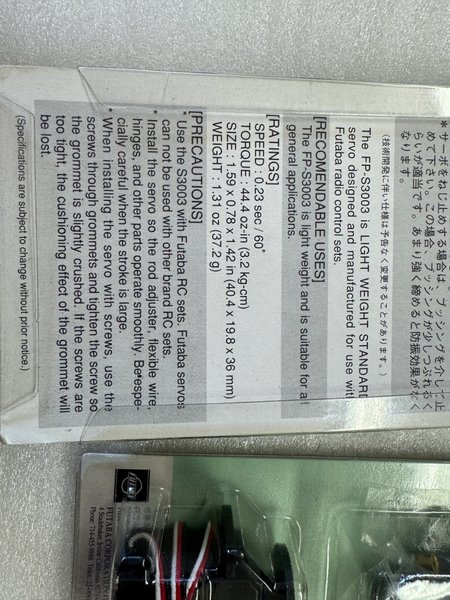 ＊サーボをねじ止めする場合は、ブッシングを介して止
めて下さい。この場合、ブッシングが少しつぶれるく
らいが適当です。あまり強く締めると防振効果がなく
なります。
(技術開発に伴い仕様は予告なく変更することがあります。)
The FP-S3003 is LIGHT WEIGHT STANDARD
servo designed and manufactured for use with
Futaba radio control sets.
[RECOMENDABLE USES]
The FP-S3003 is light weight and is suitable for all
general applications.
[RATINGS]
SPEED : 0.23 sec / 60°
TORQUE : 44.4 oz-in (3.2 kg-cm)
SIZE : 1.59 x 0.78 x 1.42 in (40.4 x 19.8 x 36 mm)
WEIGHT : 1.31 oz (37.2 g)
[PRECAUTIONS]
* Use the S3003 with Futaba RC sets. Futaba servos
can not be used with other brand RC sets.
* Install the servo so the rod adjuster, flexible wire,
hinges, and other parts operate smoothly. Be espe-
cially careful when the stroke is large.
* When installing the servo with screws, use the
screws through grommets and tighten the screw so
the grommet is slightly crushed. If the screws are
too tight, the cushioning effect of the grommet will
be lost.
(Specifications are subject to change without prior notice.)
FUTABA CORPORATION
4 Studebaker, Irvine, California
Phone: 714-455-9888 Telex: